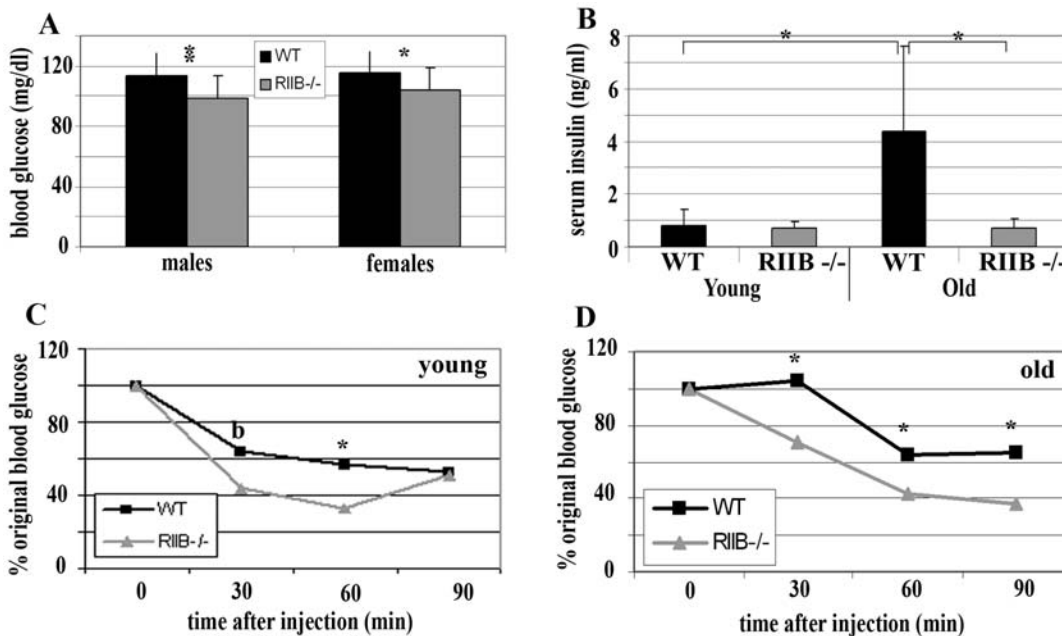 A
blood glucose (mg/dl)
120
100
80
60
40
20
0
*
*
*
*
WT
RIIB-/-
males
females
B
serum insulin (ng/ml)
8
6
4
2
0
*
*
WT
RIIB -/-
WT
RIIB -/-
Young
Old
C
% original blood glucose
120
80
40
0
young
b
*
WT
RIIB-/-
0
30
60
90
time after injection (min)
D
% original blood glucose
120
80
40
0
old
*
*
*
WT
RIIB-/-
0
30
60
90
time after injection (min)